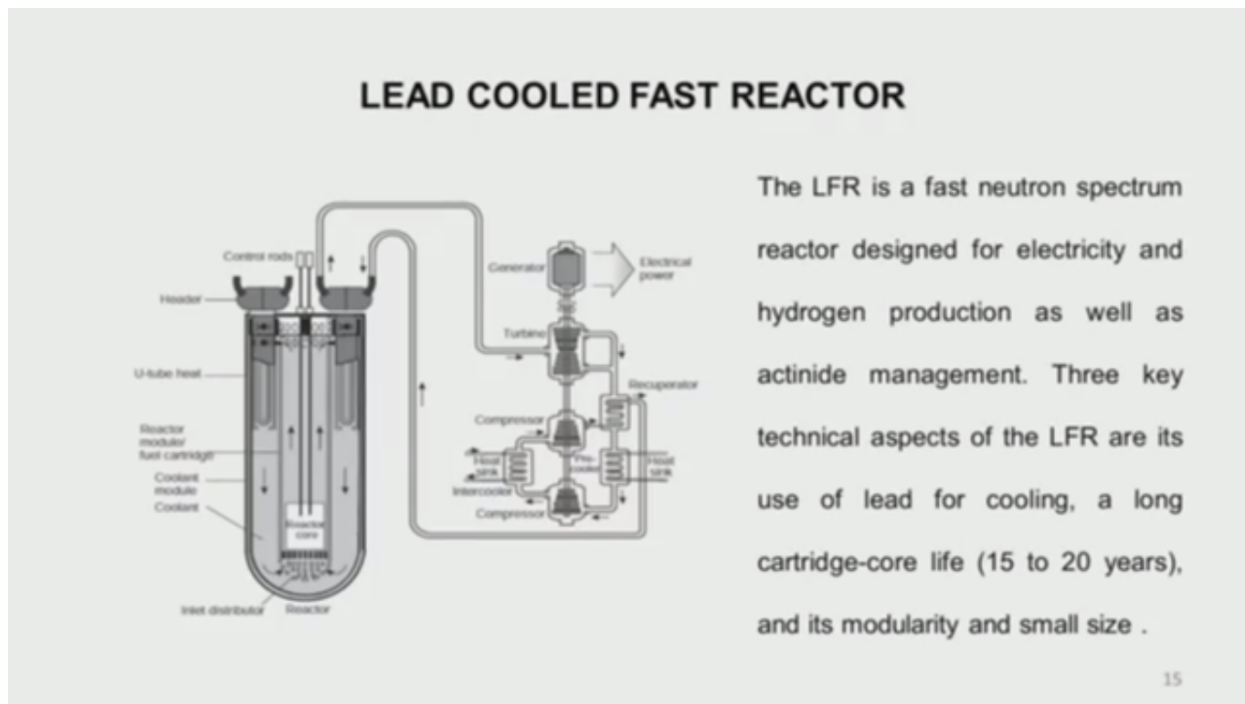 LEAD COOLED FAST REACTOR
The LFR is a fast neutron spectrum
reactor designed for electricity and
hydrogen production as well as
actinide management. Three key
technical aspects of the LFR are its
use of lead for cooling, a long
cartridge-core life (15 to 20 years),
and its modularity and small size .
Control rods
Header
U-tube heat
Reactor
module/
fuel cartridge
Coolant
module
Coolant
Reactor
core
Inlet distributor
Reactor
Generator
Electrical
power
Turbine
Recuperator
Compressor
Heat
sink
Pre-
cooler
Heat
sink
Intercooler
Compressor
15